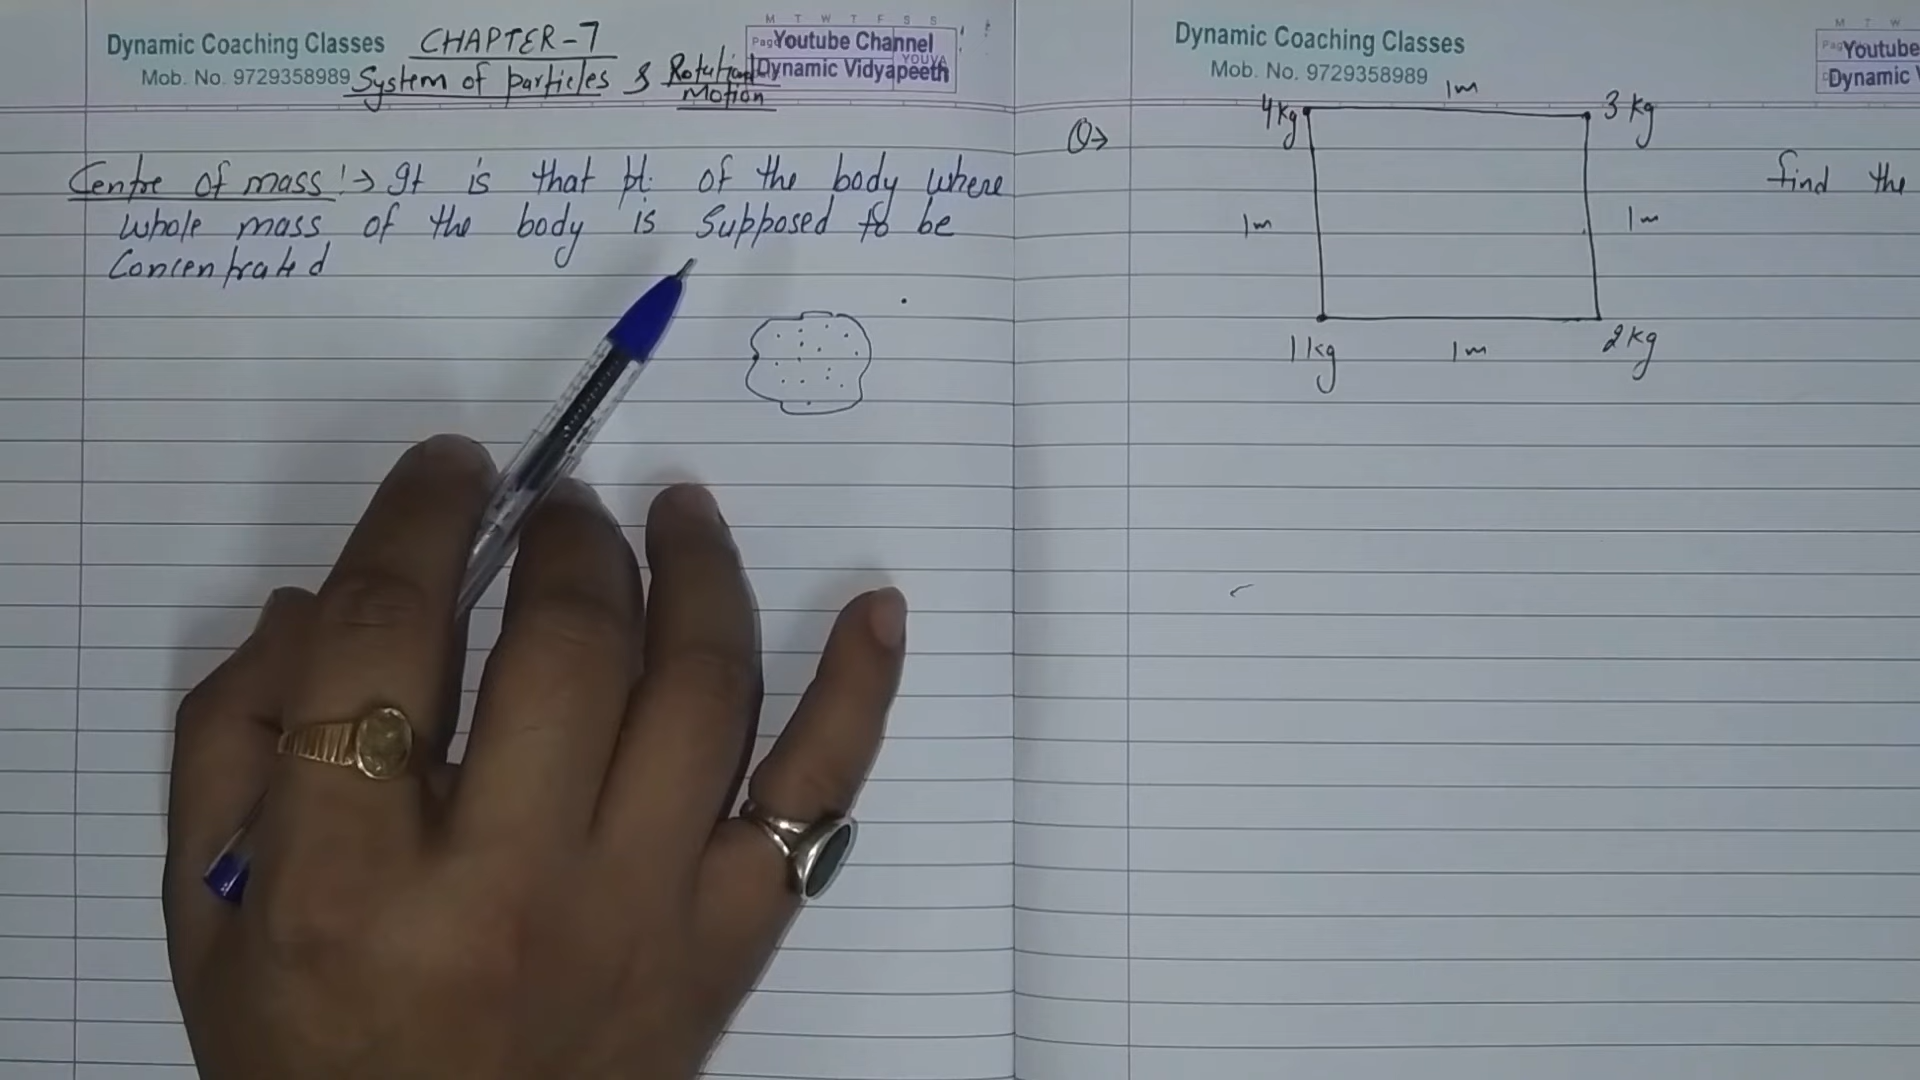 M T W T F S S
Dynamic Coaching Classes CHAPTER-7 Youtube Channel
Mob. No. 9729358989 System of particles & Rotational Dynamic Vidyapeeth
YOUVA
Motion
Centre of mass :→ It is that pt. of the body where
whole mass of the body is supposed to be
Concentrated
M T W
Dynamic Coaching Classes Youtube
Mob. No. 9729358989 Dynamic
1m
4kg 3 kg
Q→
find the
1m 1m
1kg 1m 2kg